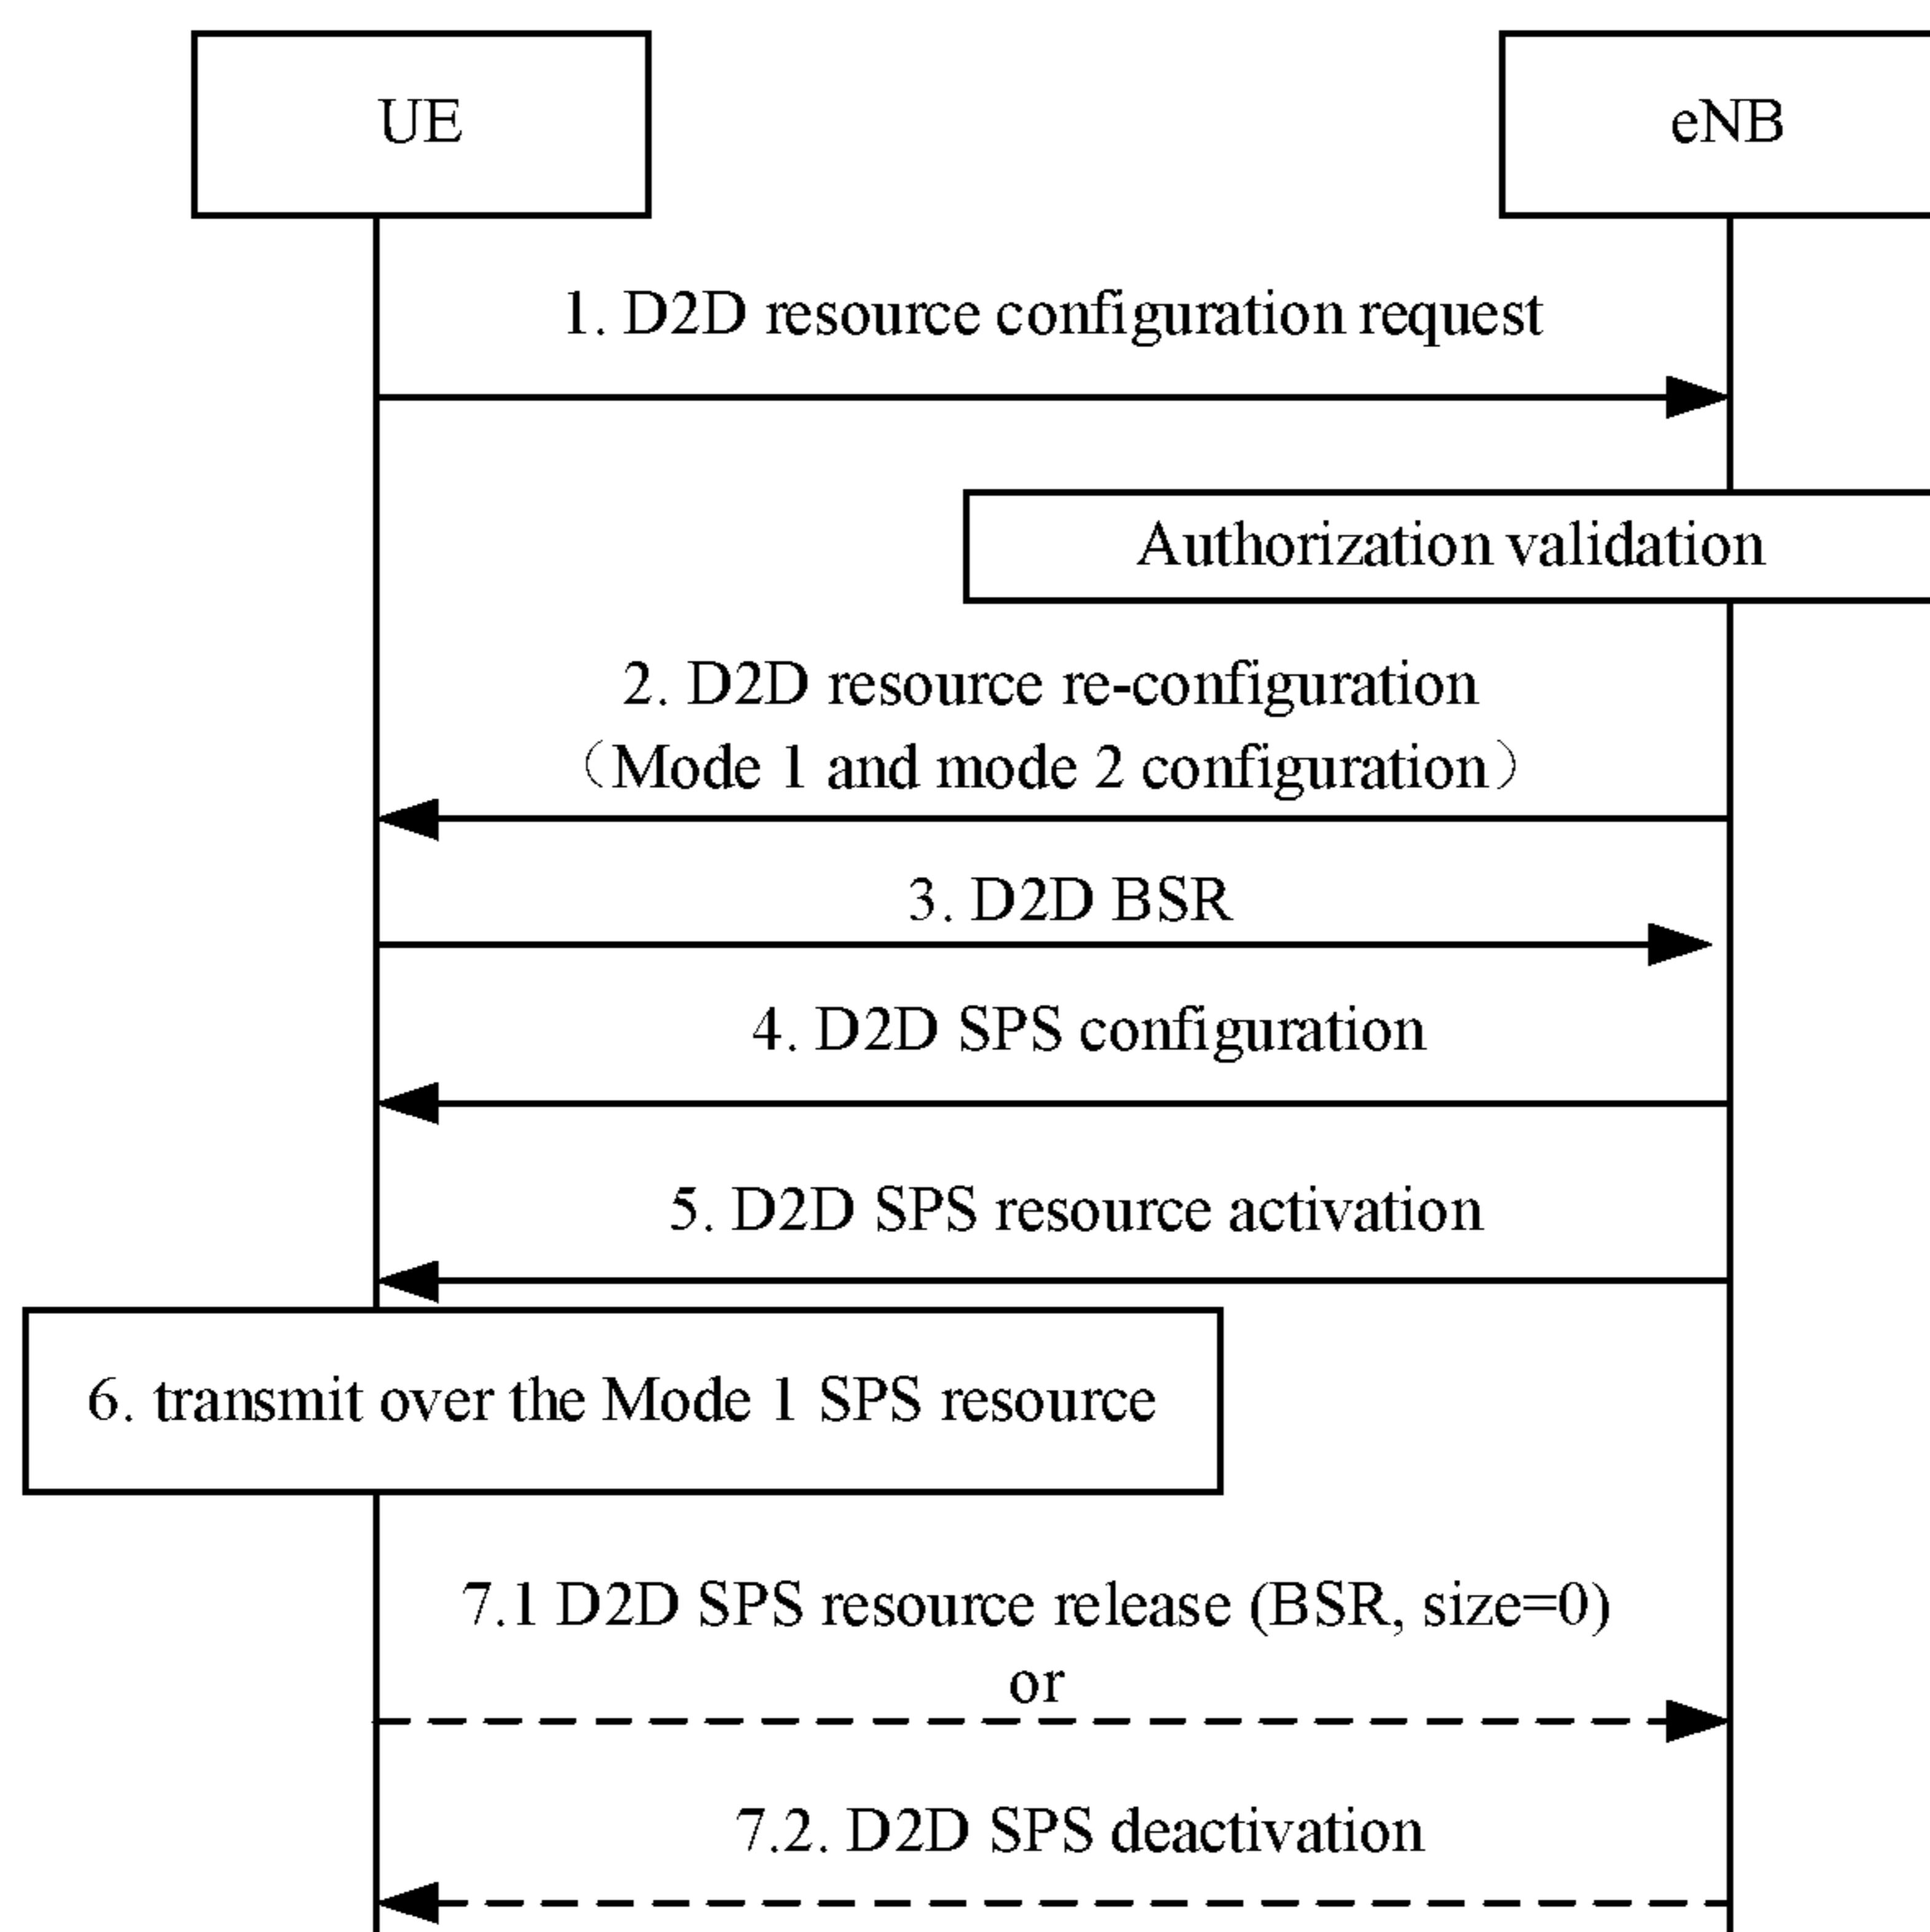 UE
eNB
1. D2D resource configuration request
Authorization validation
2. D2D resource re-configuration
（Mode 1 and mode 2 configuration）
3. D2D BSR
4. D2D SPS configuration
5. D2D SPS resource activation
6. transmit over the Mode 1 SPS resource
7.1 D2D SPS resource release (BSR, size=0)
or
7.2. D2D SPS deactivation